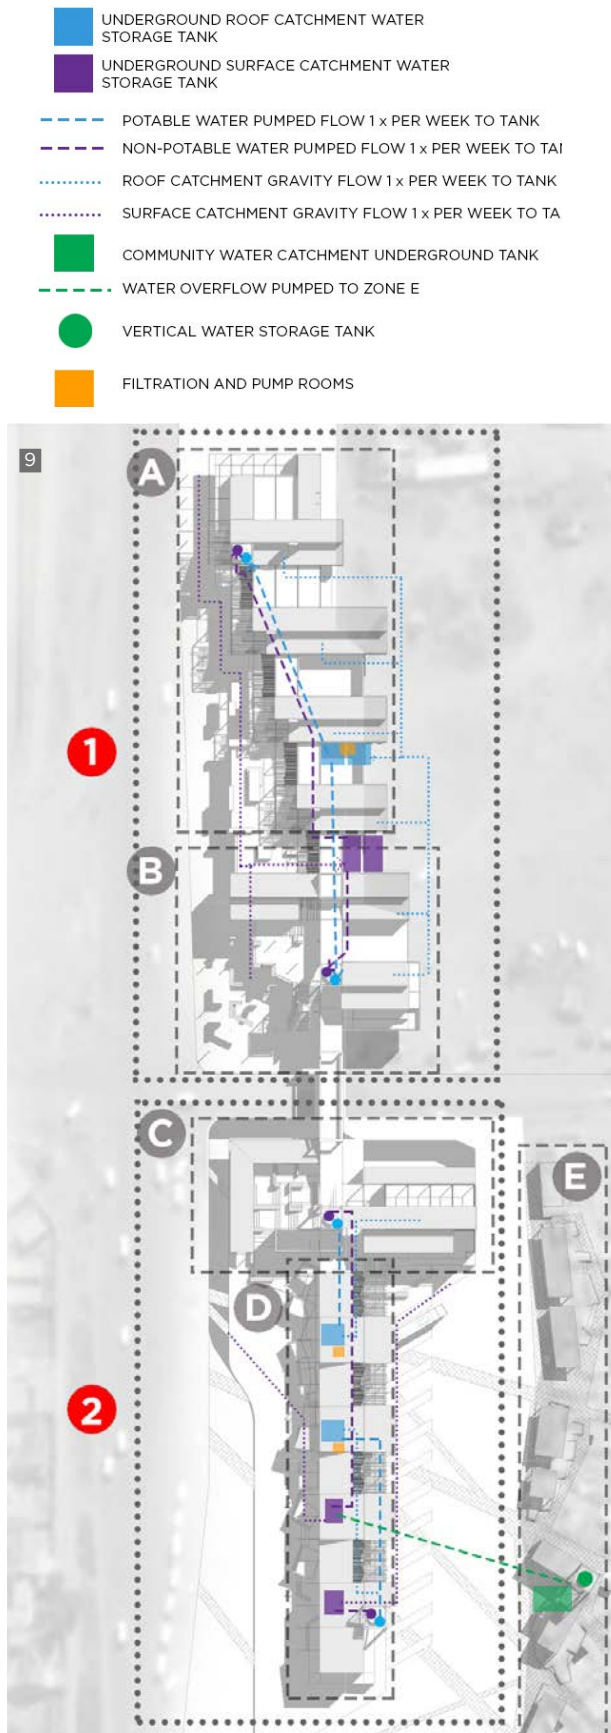 UNDERGROUND ROOF CATCHMENT WATER
STORAGE TANK
UNDERGROUND SURFACE CATCHMENT WATER
STORAGE TANK
POTABLE WATER PUMPED FLOW 1 x PER WEEK TO TANK
NON-POTABLE WATER PUMPED FLOW 1 x PER WEEK TO TAN
ROOF CATCHMENT GRAVITY FLOW 1 x PER WEEK TO TANK
SURFACE CATCHMENT GRAVITY FLOW 1 x PER WEEK TO TA
COMMUNITY WATER CATCHMENT UNDERGROUND TANK
WATER OVERFLOW PUMPED TO ZONE E
VERTICAL WATER STORAGE TANK
FILTRATION AND PUMP ROOMS
9
A
1
B
C
E
D
2